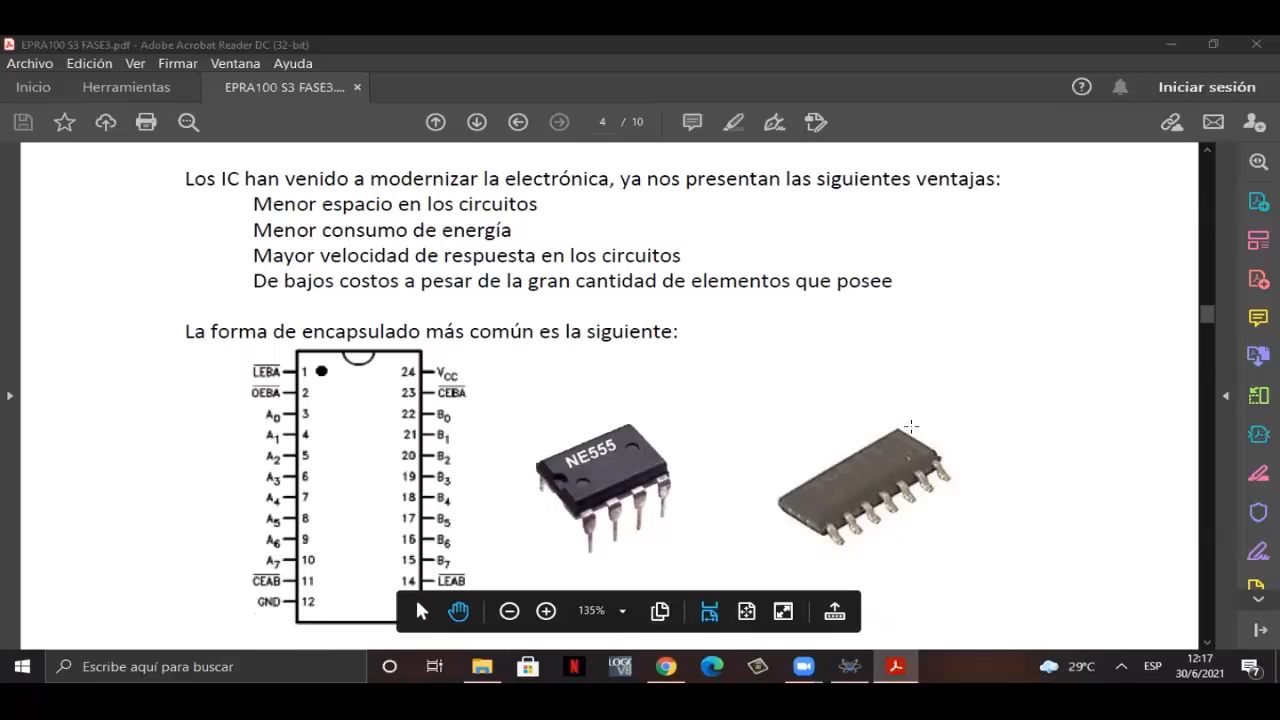 EPRA100 S3 FASE3.pdf - Adobe Acrobat Reader DC (32-bit)
Archivo Edición Ver Firmar Ventana Ayuda
Inicio Herramientas EPRA100 S3 FASE3.... × Iniciar sesión
4 / 10
Los IC han venido a modernizar la electrónica, ya nos presentan las siguientes ventajas:
Menor espacio en los circuitos
Menor consumo de energía
Mayor velocidad de respuesta en los circuitos
De bajos costos a pesar de la gran cantidad de elementos que posee
La forma de encapsulado más común es la siguiente:
LEBA 1 24 VCC
OEBA 2 23 CEBA
A0 3 22 B0
A1 4 21 B1
A2 5 20 B2
A3 6 19 B3
A4 7 18 B4
A5 8 17 B5
A6 9 16 B6
A7 10 15 B7
CEAB 11 14 LEAB
GND 12
NE555
135%
Escribe aquí para buscar
29°C ESP
12:17
30/6/2021
7